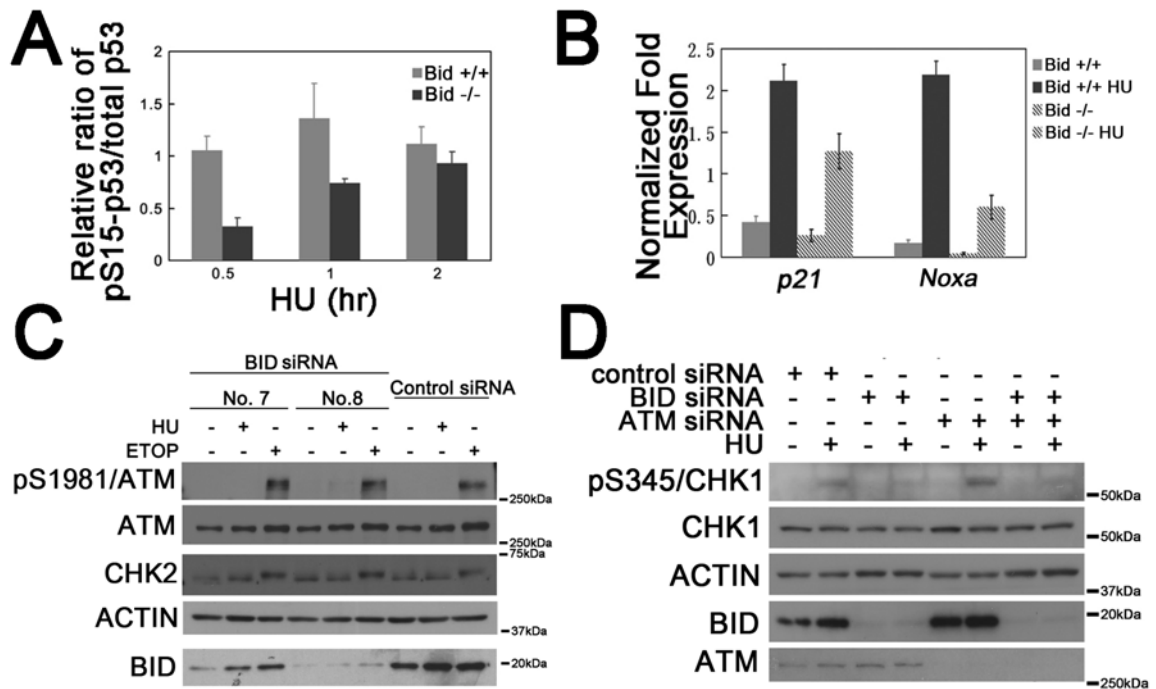 A
Relative ratio of
pS15-p53/total p53
2
1.5
1
0.5
0
Bid +/+
Bid -/-
0.5 1 2
HU (hr)
B
Normalized Fold
Expression
2.5
2
1.5
1
0.5
0
Bid +/+
Bid +/+ HU
Bid -/-
Bid -/- HU
p21 Noxa
C
BID siRNA
Control siRNA
No. 7 No.8
HU - + - - + - - + -
ETOP - - + - - + - - +
pS1981/ATM
250kDa
ATM
250kDa
75kDa
CHK2
ACTIN
37kDa
BID
20kDa
D
control siRNA + + - - - - - -
BID siRNA - - + + - - + +
ATM siRNA - - - - + + + +
HU - + - + - + - +
pS345/CHK1
50kDa
CHK1
50kDa
ACTIN
37kDa
20kDa
BID
ATM
250kDa